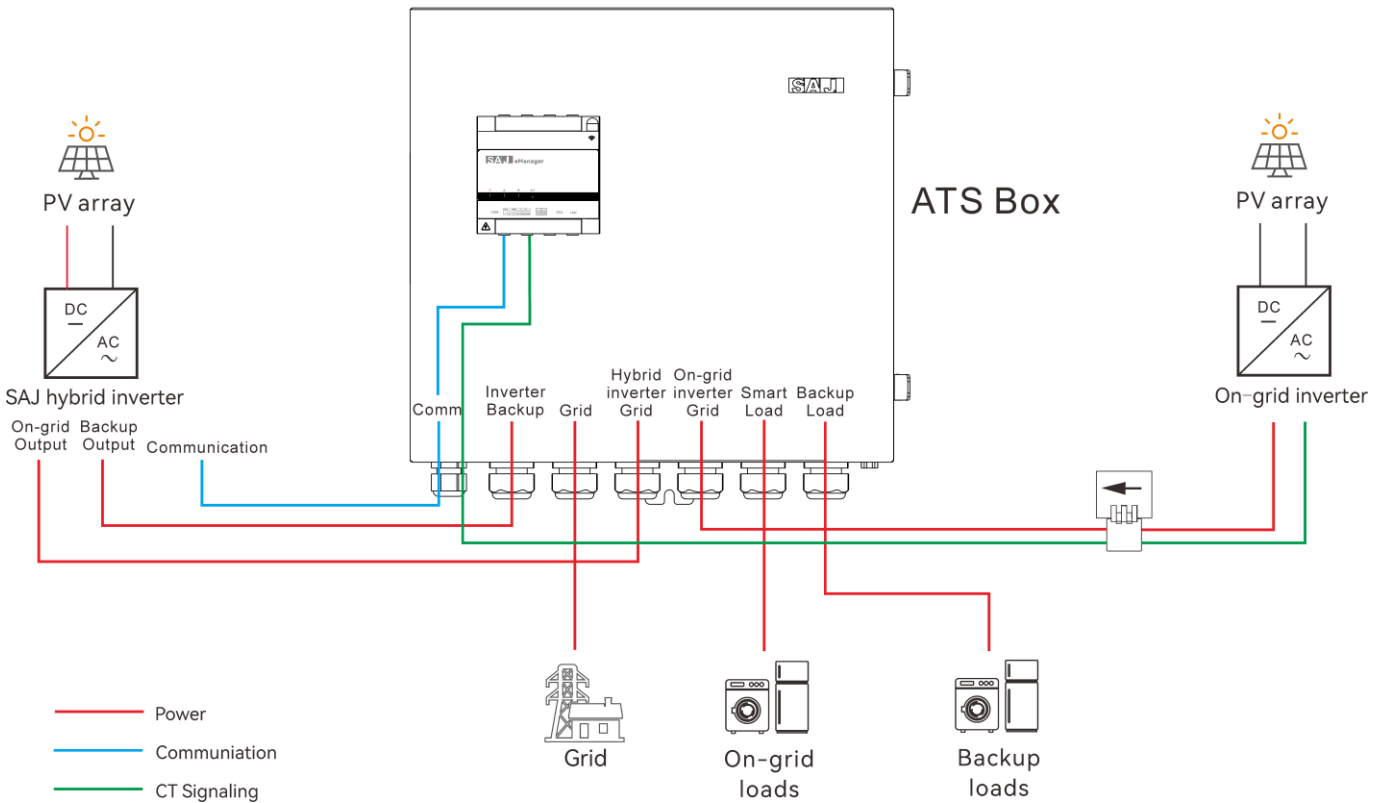 SAJ
SAJ eManager
ATS Box
PV array
DC
AC
SAJ hybrid inverter
On-grid
Output
Backup
Output
Communication
Comm
Inverter
Backup
Grid
Hybrid
inverter
Grid
On-grid
inverter
Grid
Smart
Load
Backup
Load
PV array
DC
AC
On-grid inverter
Grid
On-grid
loads
Backup
loads
Power
Communiation
CT Signaling